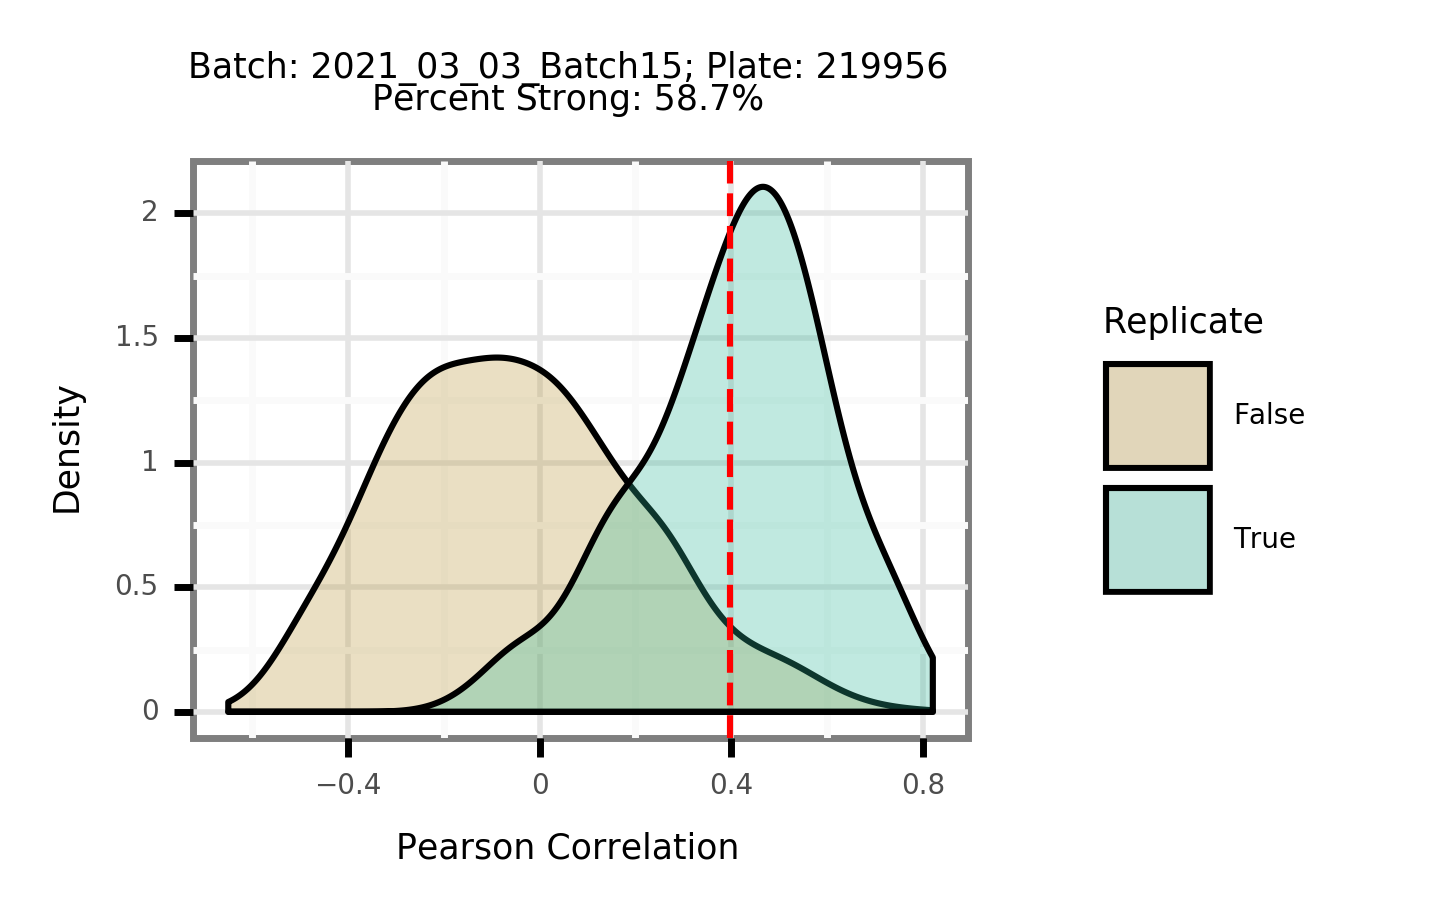 Batch: 2021_03_03_Batch15; Plate: 219956
Percent Strong: 58.7%
Density
2
1.5
1
0.5
0
−0.4
0
0.4
0.8
Pearson Correlation
Replicate
False
True